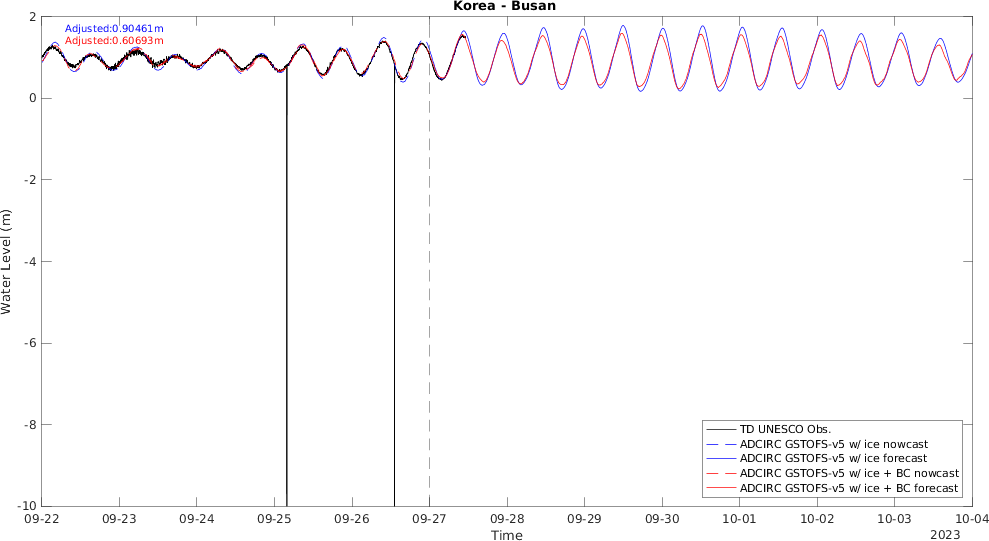 Korea - Busan
Adjusted:0.90461m
Adjusted:0.60693m
2
0
-2
-4
-6
-8
-10
Water Level (m)
TD UNESCO Obs.
ADCIRC GSTOFS-v5 w/ ice nowcast
ADCIRC GSTOFS-v5 w/ ice forecast
ADCIRC GSTOFS-v5 w/ ice + BC nowcast
ADCIRC GSTOFS-v5 w/ ice + BC forecast
09-22 09-23 09-24 09-25 09-26 09-27 09-28 09-29 09-30 10-01 10-02 10-03 10-04
Time
2023